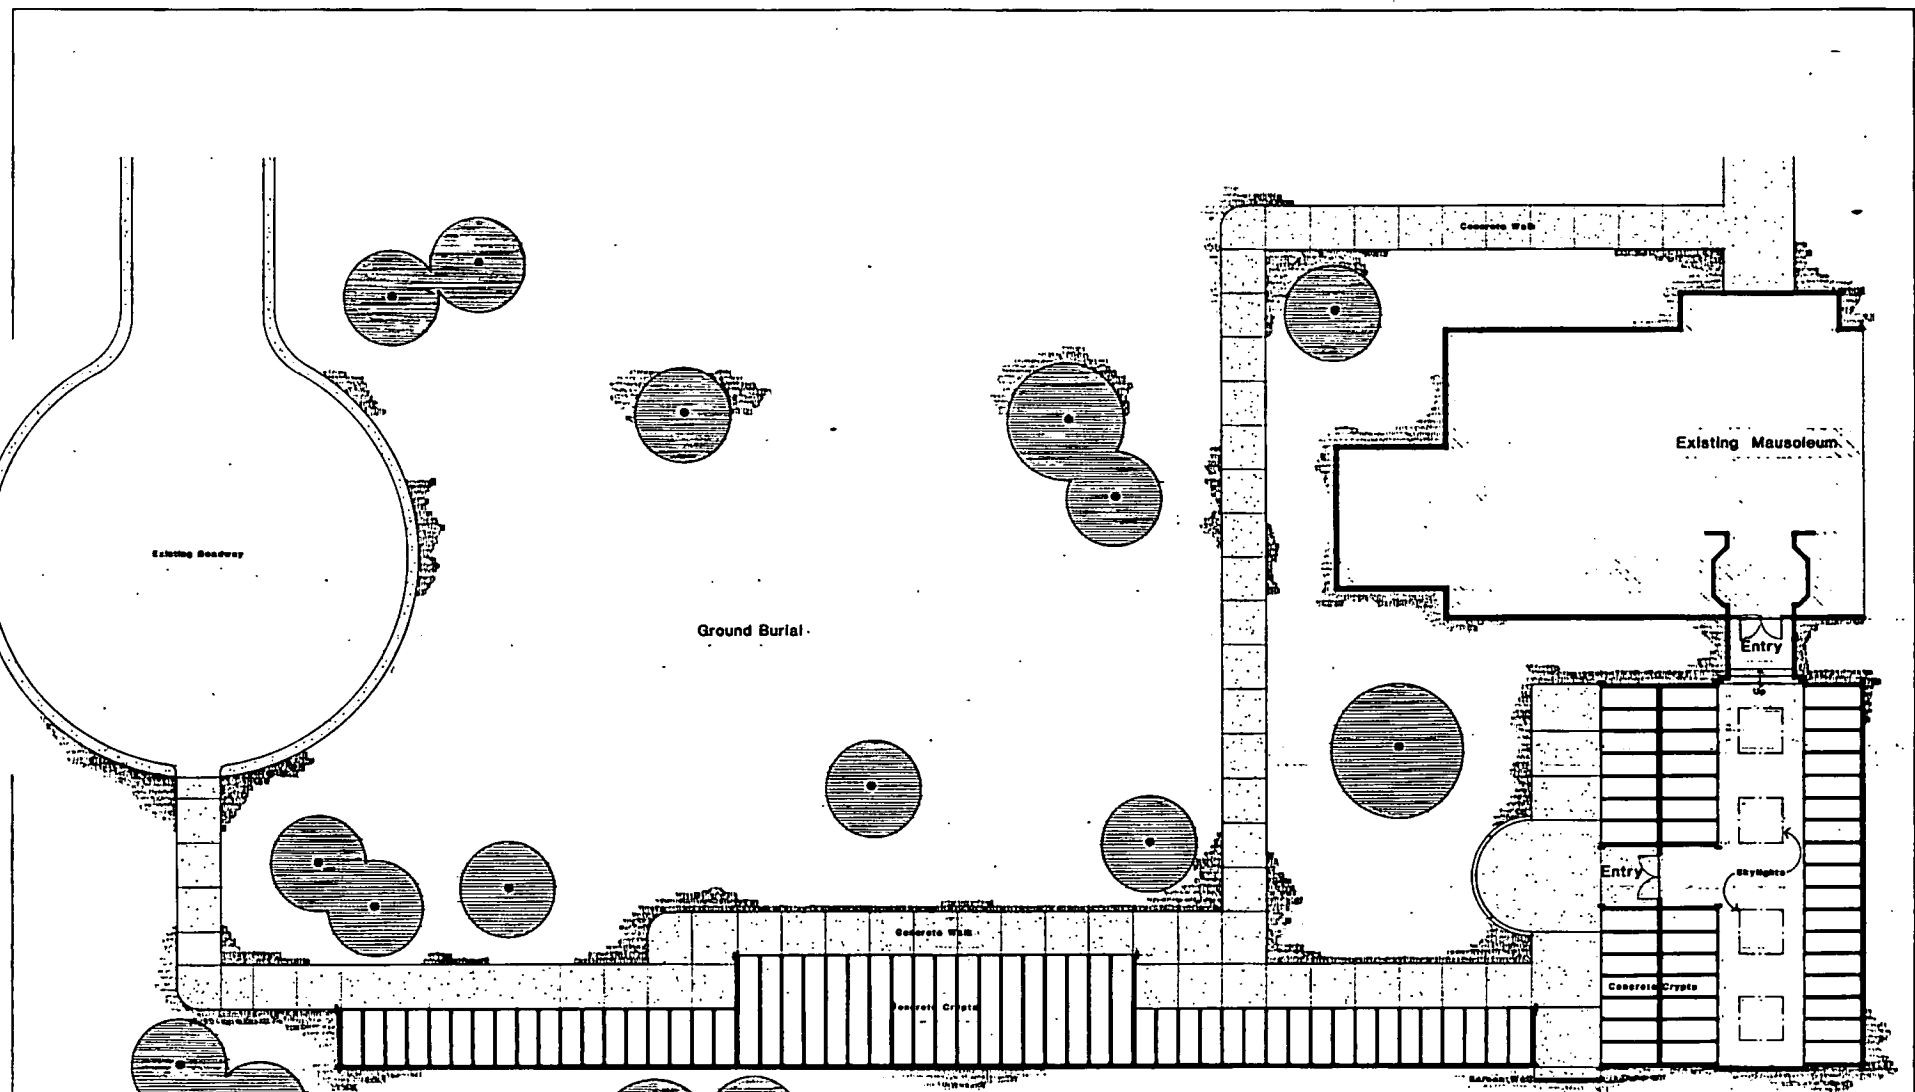 Concrete Walk
Existing Mausoleum
Existing Roadway
Ground Burial
Entry
Up
Entry
Skylights
Concrete Walk
Concrete Crypts
Concrete Crypts